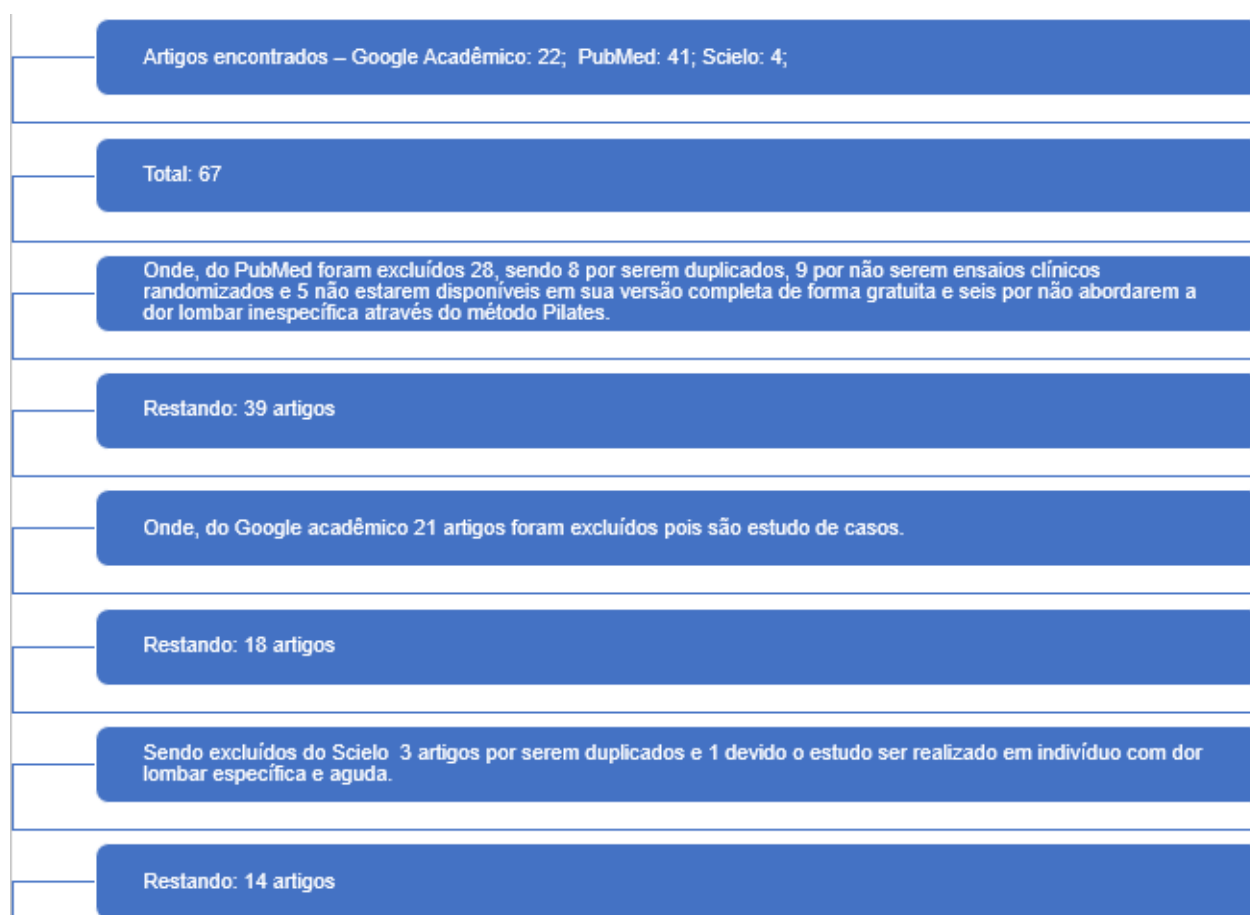 Artigos encontrados – Google Acadêmico: 22;  PubMed: 41; Scielo: 4;
Total: 67
Onde, do PubMed foram excluídos 28, sendo 8 por serem duplicados, 9 por não serem ensaios clínicos
randomizados e 5 não estarem disponíveis em sua versão completa de forma gratuita e seis por não abordarem a
dor lombar inespecífica através do método Pilates.
Restando: 39 artigos
Onde, do Google acadêmico 21 artigos foram excluídos pois são estudo de casos.
Restando: 18 artigos
Sendo excluídos do Scielo  3 artigos por serem duplicados e 1 devido o estudo ser realizado em indivíduo com dor
lombar específica e aguda.
Restando: 14 artigos